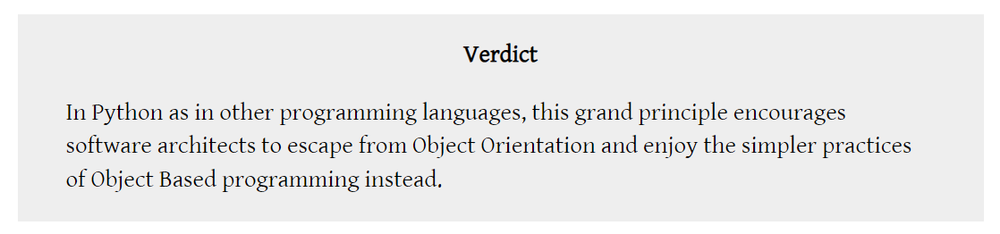 Verdict
In Python as in other programming languages, this grand principle encourages
software architects to escape from Object Orientation and enjoy the simpler practices
of Object Based programming instead.